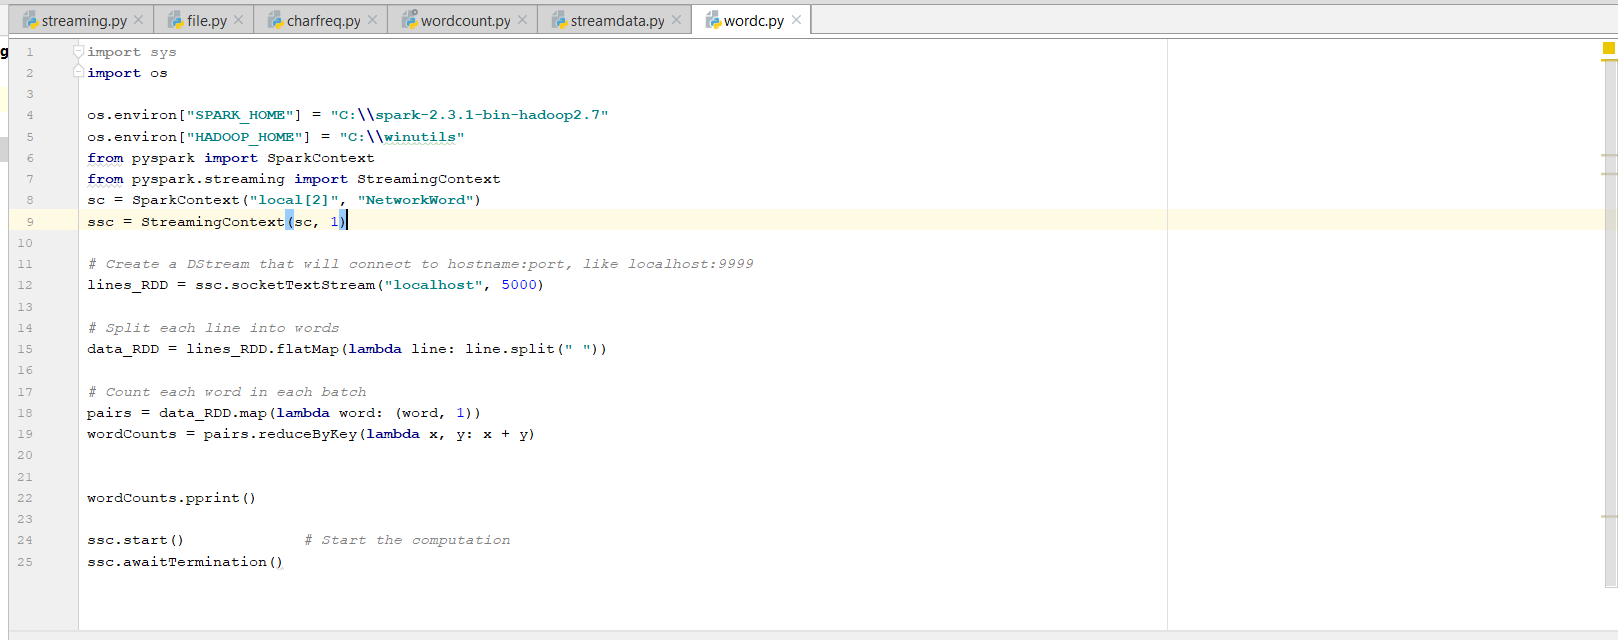 streaming.py file.py charfreq.py wordcount.py streamdata.py wordc.py
g
1 import sys
2 import os
3
4 os.environ["SPARK_HOME"] = "C:\\spark-2.3.1-bin-hadoop2.7"
5 os.environ["HADOOP_HOME"] = "C:\\winutils"
6 from pyspark import SparkContext
7 from pyspark.streaming import StreamingContext
8 sc = SparkContext("local[2]", "NetworkWord")
9 ssc = StreamingContext(sc, 1)
10
11 # Create a DStream that will connect to hostname:port, like localhost:9999
12 lines_RDD = ssc.socketTextStream("localhost", 5000)
13
14 # Split each line into words
15 data_RDD = lines_RDD.flatMap(lambda line: line.split(" "))
16
17 # Count each word in each batch
18 pairs = data_RDD.map(lambda word: (word, 1))
19 wordCounts = pairs.reduceByKey(lambda x, y: x + y)
20
21
22 wordCounts.pprint()
23
24 ssc.start() # Start the computation
25 ssc.awaitTermination()